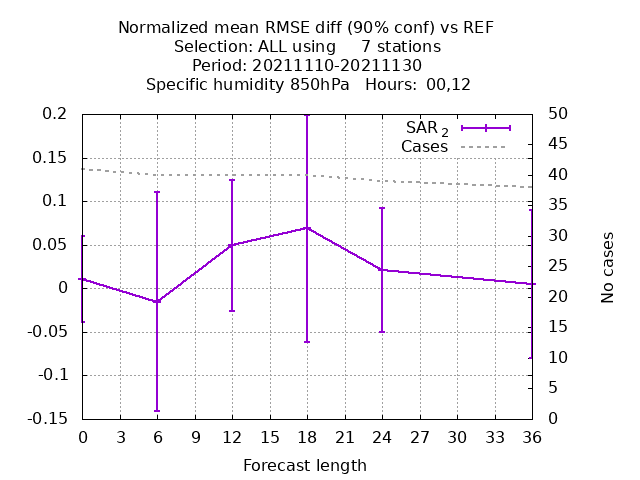 Normalized mean RMSE diff (90% conf) vs REF
Selection: ALL using     7 stations
Period: 20211110-20211130
Specific humidity 850hPa   Hours:  00,12
SAR 2
Cases
0.2
0.15
0.1
0.05
0
-0.05
-0.1
-0.15
50
45
40
35
30
25
20
15
10
5
0
No cases
0 3 6 9 12 15 18 21 24 27 30 33 36
Forecast length